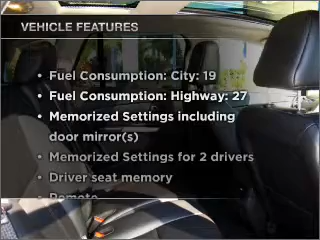 VEHICLE FEATURES
• Fuel Consumption: City: 19
• Fuel Consumption: Highway: 27
• Memorized Settings including
door mirror(s)
• Memorized Settings for 2 drivers
• Driver seat memory
• Remote